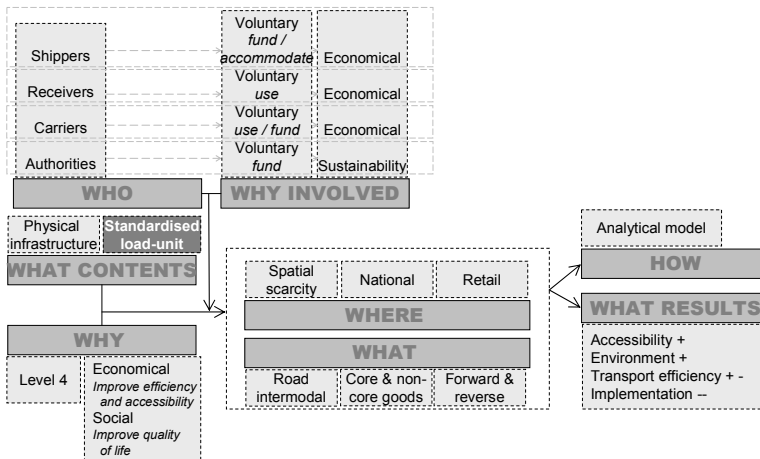 Voluntary
fund /
Shippers accommodate Economical
Voluntary
Receivers use Economical
Voluntary
Carriers use / fund Economical
Voluntary
Authorities fund Sustainability
WHO WHY INVOLVED
Physical
infrastructure
Standardised
load-unit
WHAT CONTENTS
WHY
Level 4
Economical
Improve efficiency
and accessibility
Social
Improve quality
of life
Spatial
scarcity
National
Retail
WHERE
WHAT
Road
intermodal
Core & non-
core goods
Forward &
reverse
Analytical model
HOW
WHAT RESULTS
Accessibility +
Environment +
Transport efficiency + -
Implementation --